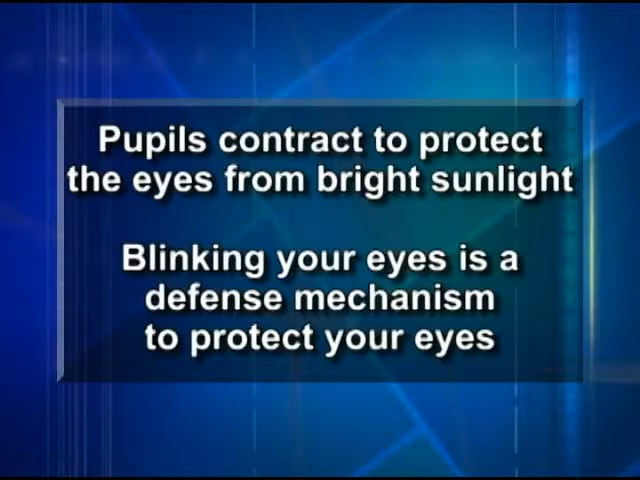 Pupils contract to protect
the eyes from bright sunlight
Blinking your eyes is a
defense mechanism
to protect your eyes